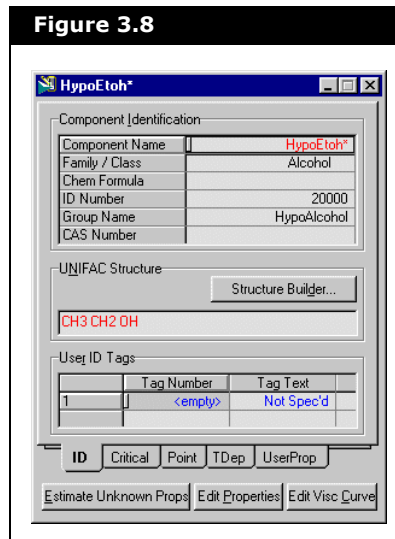 Figure 3.8
HypoEtoh*
Component Identification
Component Name HypoEtoh*
Family / Class Alcohol
Chem Formula
ID Number 20000
Group Name HypoAlcohol
CAS Number
UNIFAC Structure
Structure Builder...
CH3 CH2 OH
User ID Tags
Tag Number Tag Text
1 <empty> Not Spec'd
ID Critical Point TDep UserProp
Estimate Unknown Props Edit Properties Edit Visc Curve